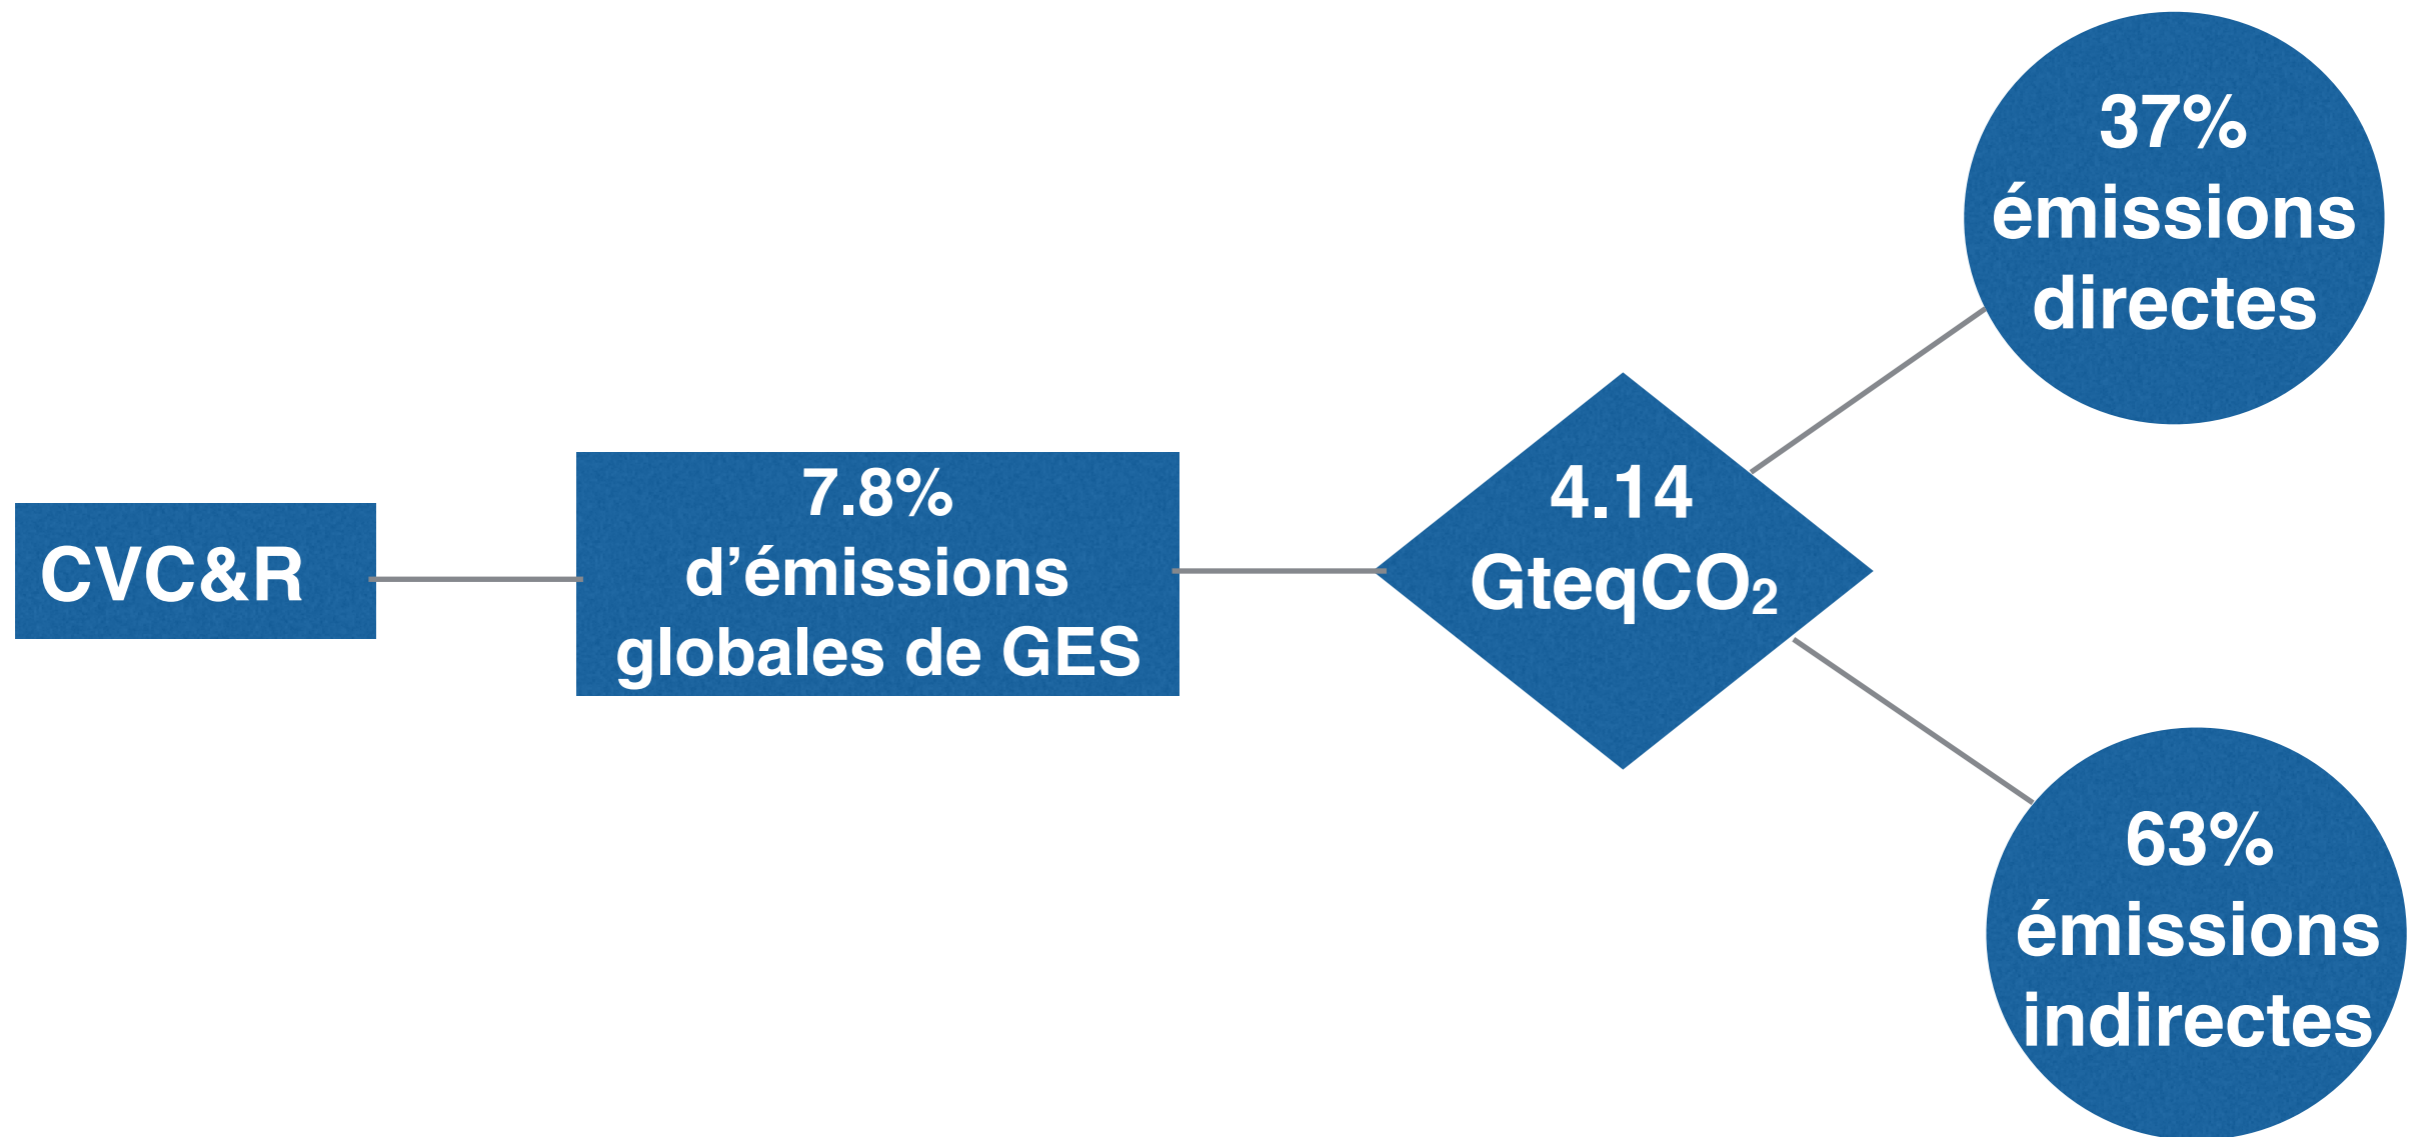 CVC&R
7.8%
d’émissions
globales de GES
4.14
GteqCO₂
37%
émissions
directes
63%
émissions
indirectes